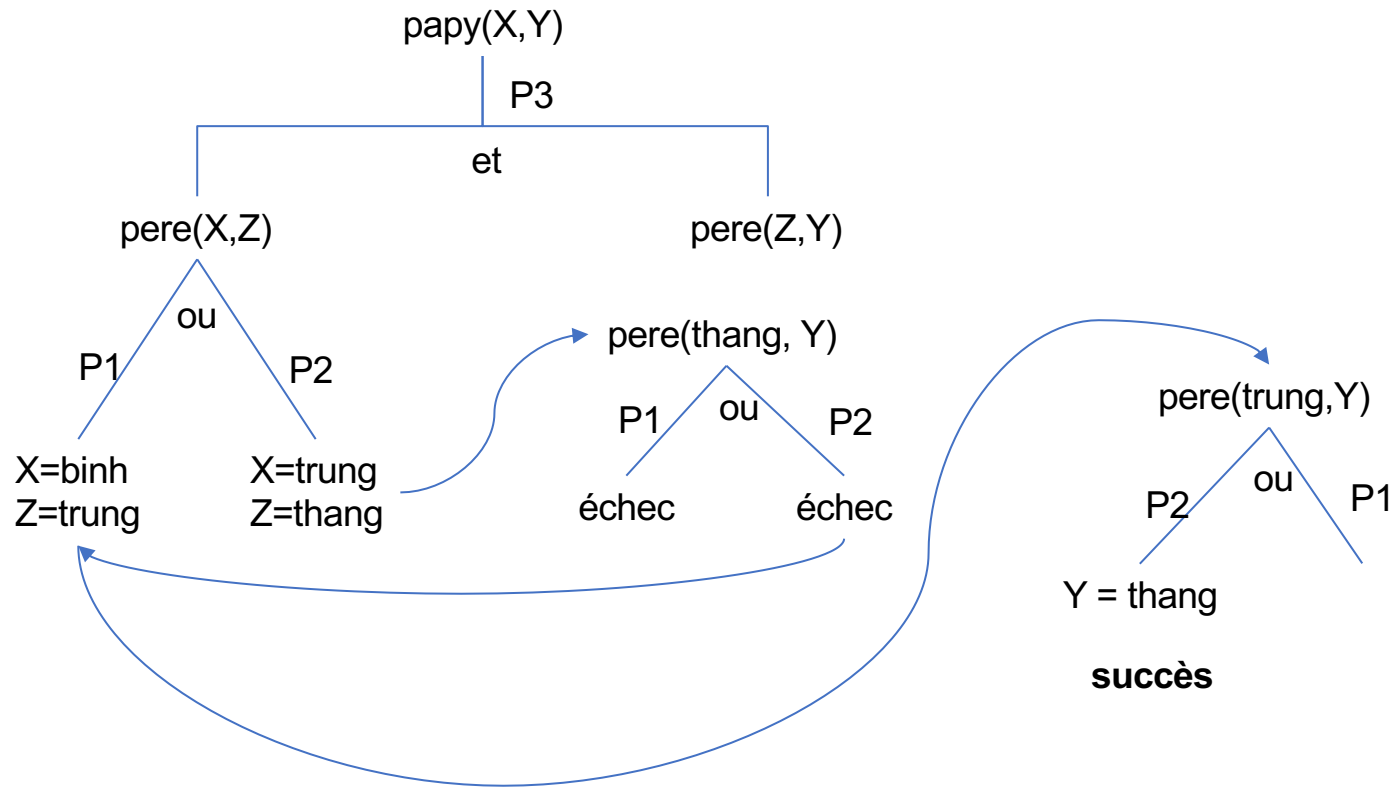 papy(X,Y)
P3
et
pere(X,Z)
pere(Z,Y)
ou
P1
P2
X=binh
Z=trung
X=trung
Z=thang
pere(thang, Y)
P1
ou
P2
échec
échec
pere(trung,Y)
ou
P2
P1
Y = thang
succès